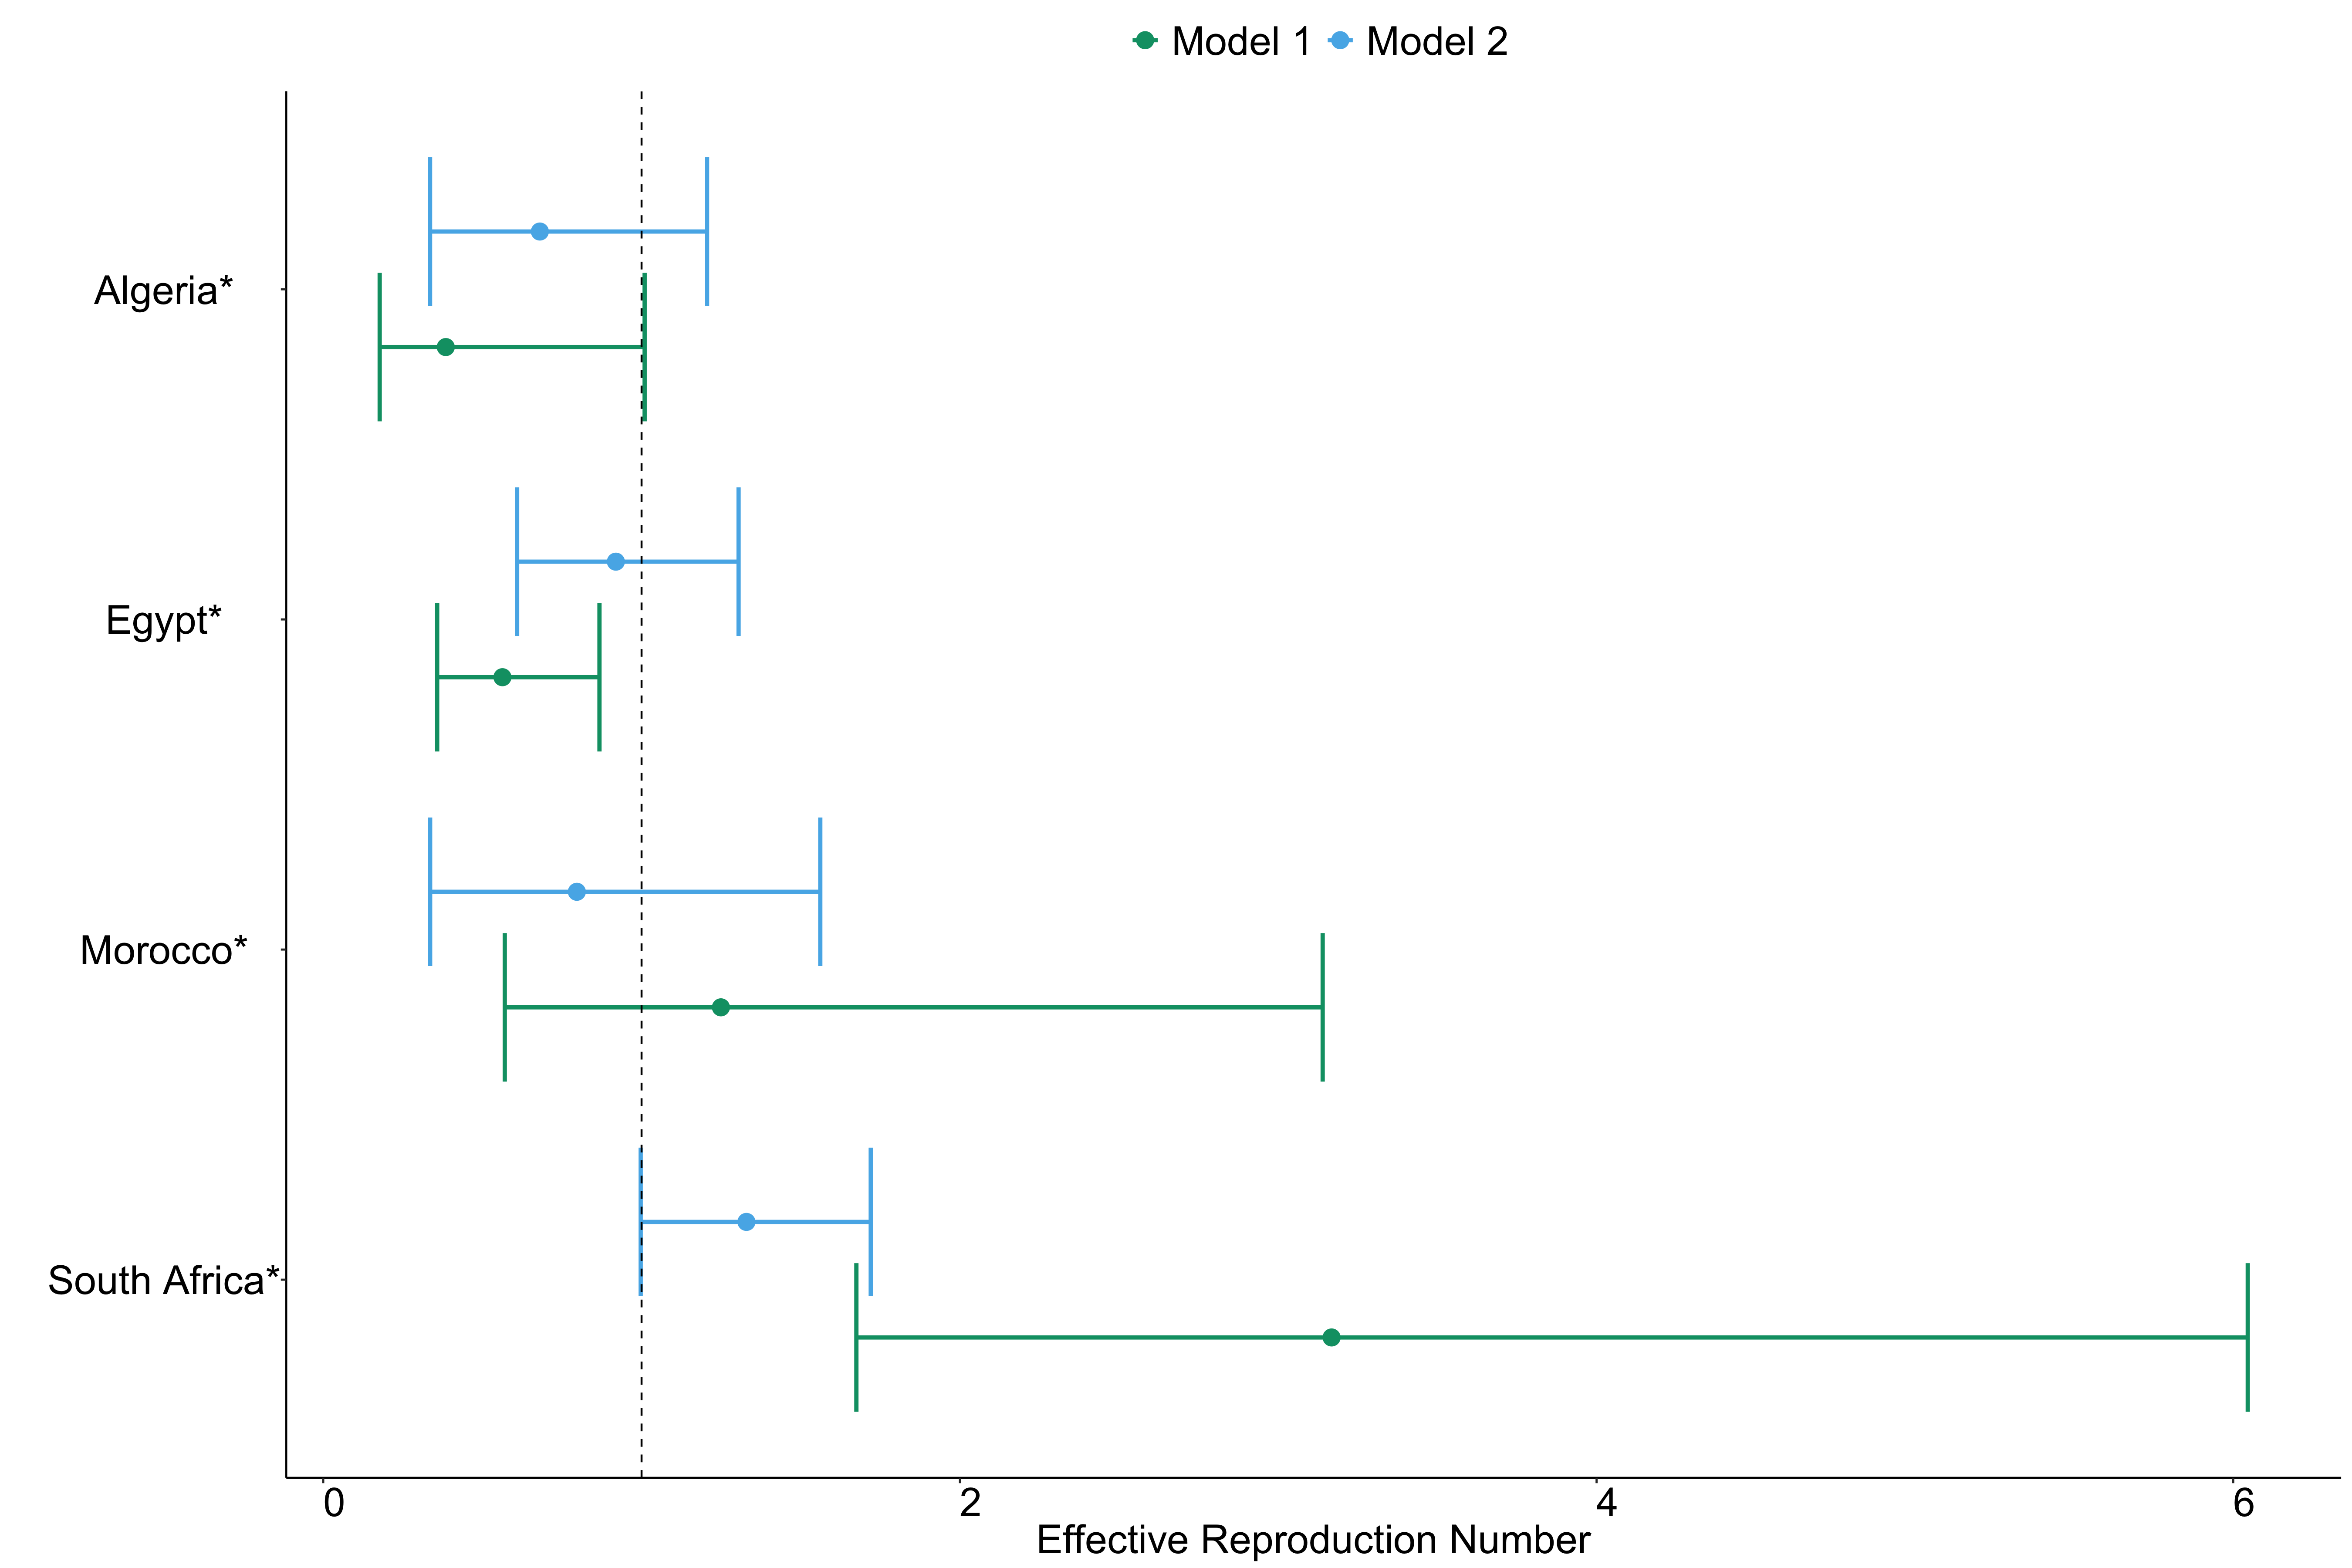 Model 1 Model 2
Algeria*
Egypt*
Morocco*
South Africa*
0 2 4 6
Effective Reproduction Number